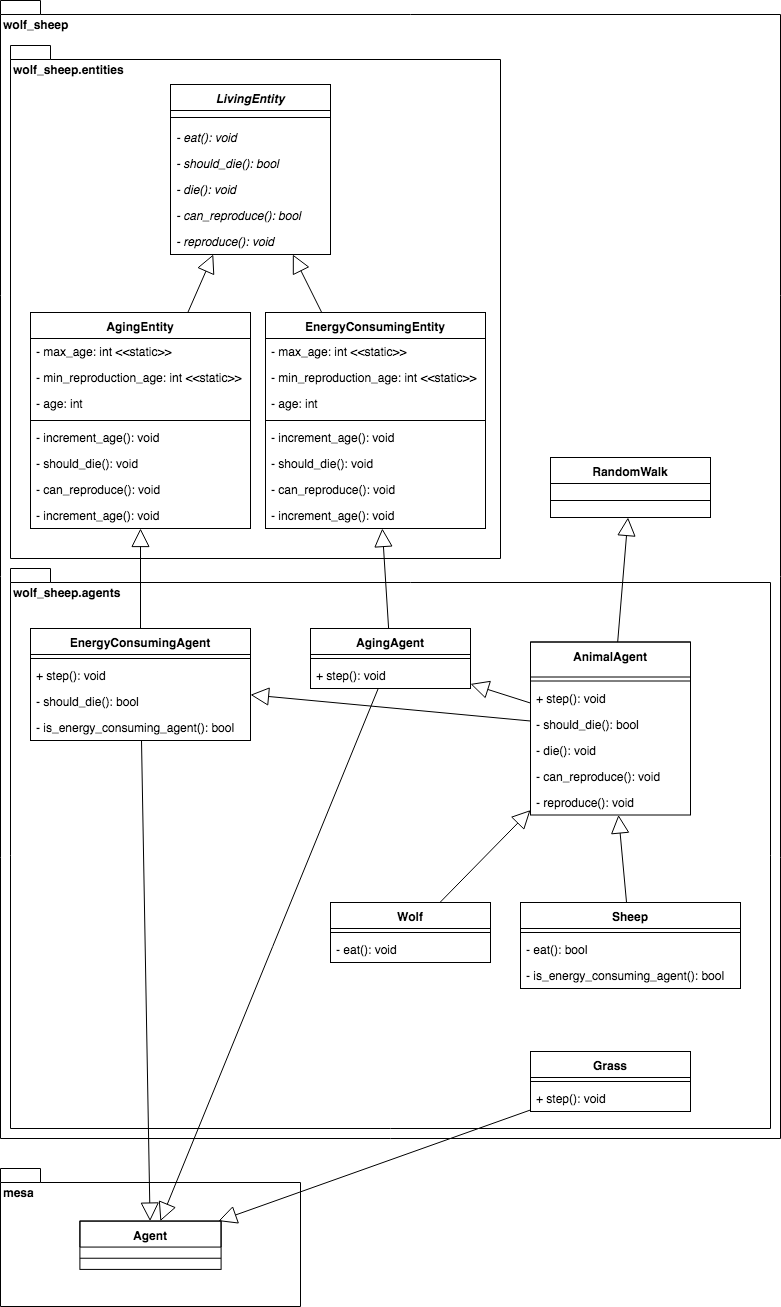 wolf_sheep
wolf_sheep.entities
LivingEntity
- eat(): void
- should_die(): bool
- die(): void
- can_reproduce(): bool
- reproduce(): void
AgingEntity
- max_age: int <<static>>
- min_reproduction_age: int <<static>>
- age: int
- increment_age(): void
- should_die(): void
- can_reproduce(): void
- increment_age(): void
EnergyConsumingEntity
- max_age: int <<static>>
- min_reproduction_age: int <<static>>
- age: int
- increment_age(): void
- should_die(): void
- can_reproduce(): void
- increment_age(): void
RandomWalk
wolf_sheep.agents
EnergyConsumingAgent
+ step(): void
- should_die(): bool
- is_energy_consuming_agent(): bool
AgingAgent
+ step(): void
AnimalAgent
+ step(): void
- should_die(): bool
- die(): void
- can_reproduce(): void
- reproduce(): void
Wolf
- eat(): void
Sheep
- eat(): bool
- is_energy_consuming_agent(): bool
Grass
+ step(): void
mesa
Agent